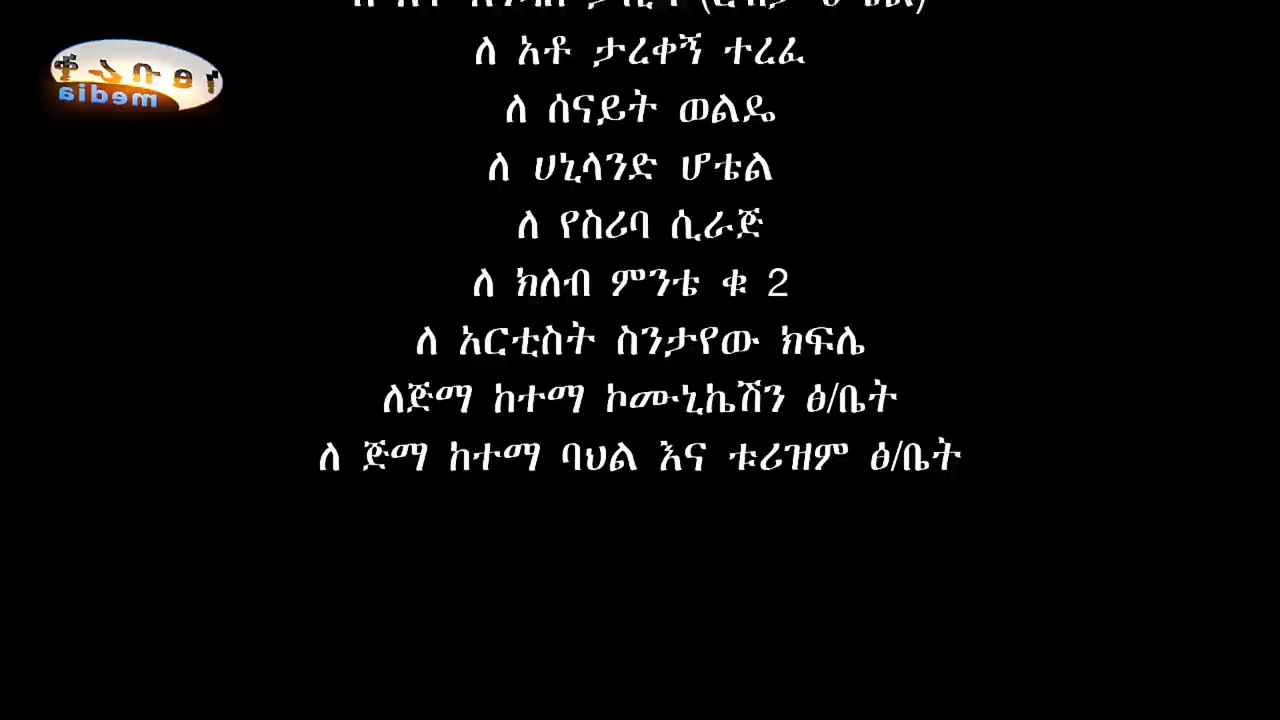 ለ አቶ ታረቀኝ ተረፈ
ለ ሰናይት ወልዴ
ለ ሀኒላንድ ሆቴል
ለ የስሪባ ሲራጅ
ለ ክለብ ምንቴ ቁ 2
ለ አርቲስት ስንታየው ክፍሌ
ለጅማ ከተማ ኮሙኒኬሽን ፅ/ቤት
ለ ጅማ ከተማ ባህል እና ቱሪዝም ፅ/ቤት
media